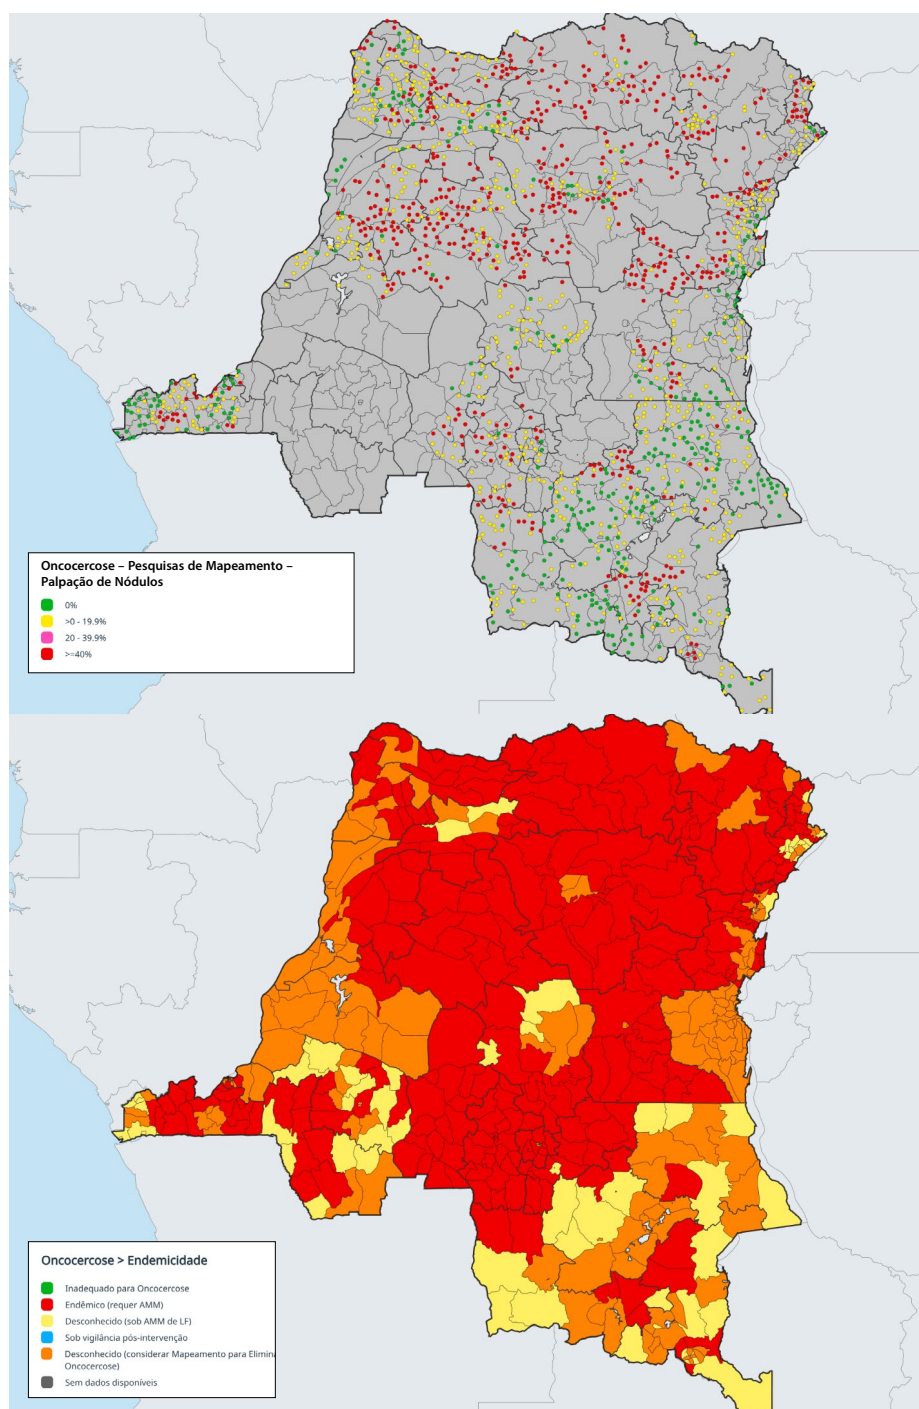 Oncocercose – Pesquisas de Mapeamento –
Palpação de Nódulos
0%
>0 - 19.9%
20 - 39.9%
>=40%
Oncocercose > Endemicidade
Inadequado para Oncocercose
Endêmico (requer AMM)
Desconhecido (sob AMM de LF)
Sob vigilância pós-intervenção
Desconhecido (considerar Mapeamento para Elimina
Oncocercose)
Sem dados disponíveis